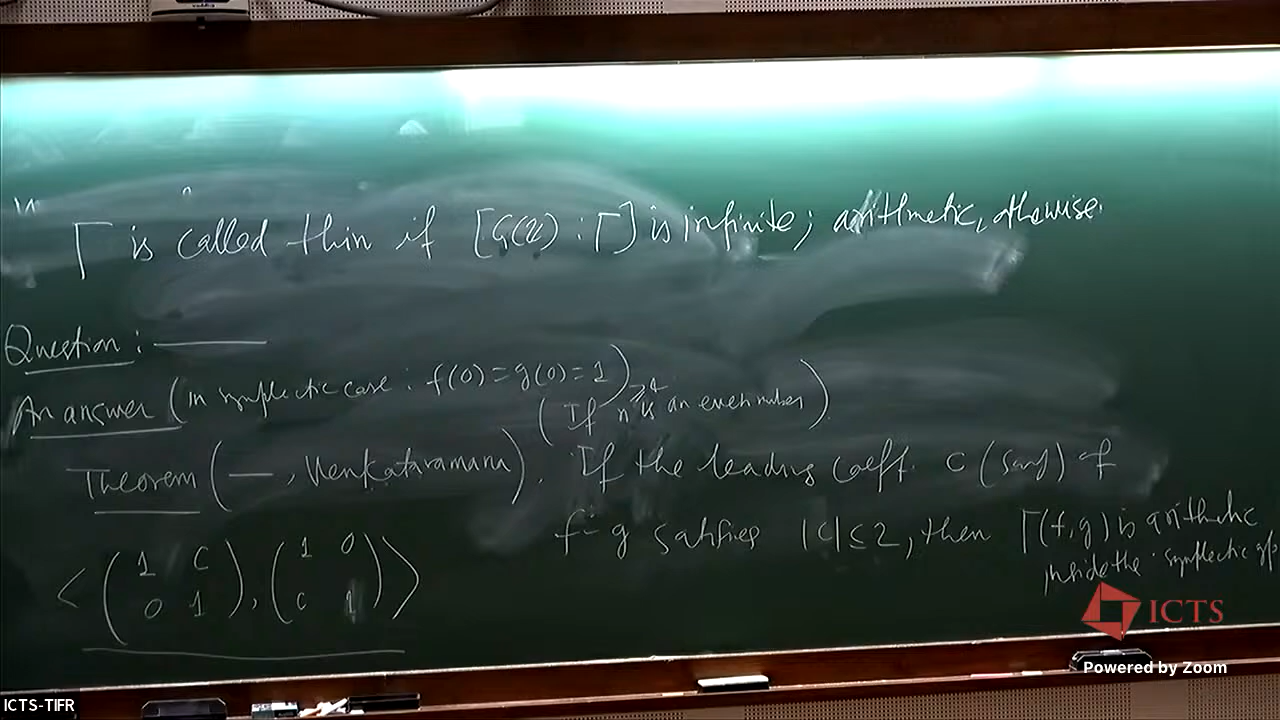 Γ is called thin if [G(Z) : Γ] is infinite; arithmetic, otherwise.
Question : ———
An answer (in symplectic case : f(0) = g(0) = 1)
(If n is an even number) ≥ 4
Theorem (—, Venkataramana). If the leading coeff. c (say) of
f - g satisfies |c| ≤ 2, then Γ(f, g) is arithmetic
inside the symplectic gp
< ( 1 c
0 1 ) , ( 1 0
c 1 ) >
ICTS
Powered by Zoom
ICTS-TIFR